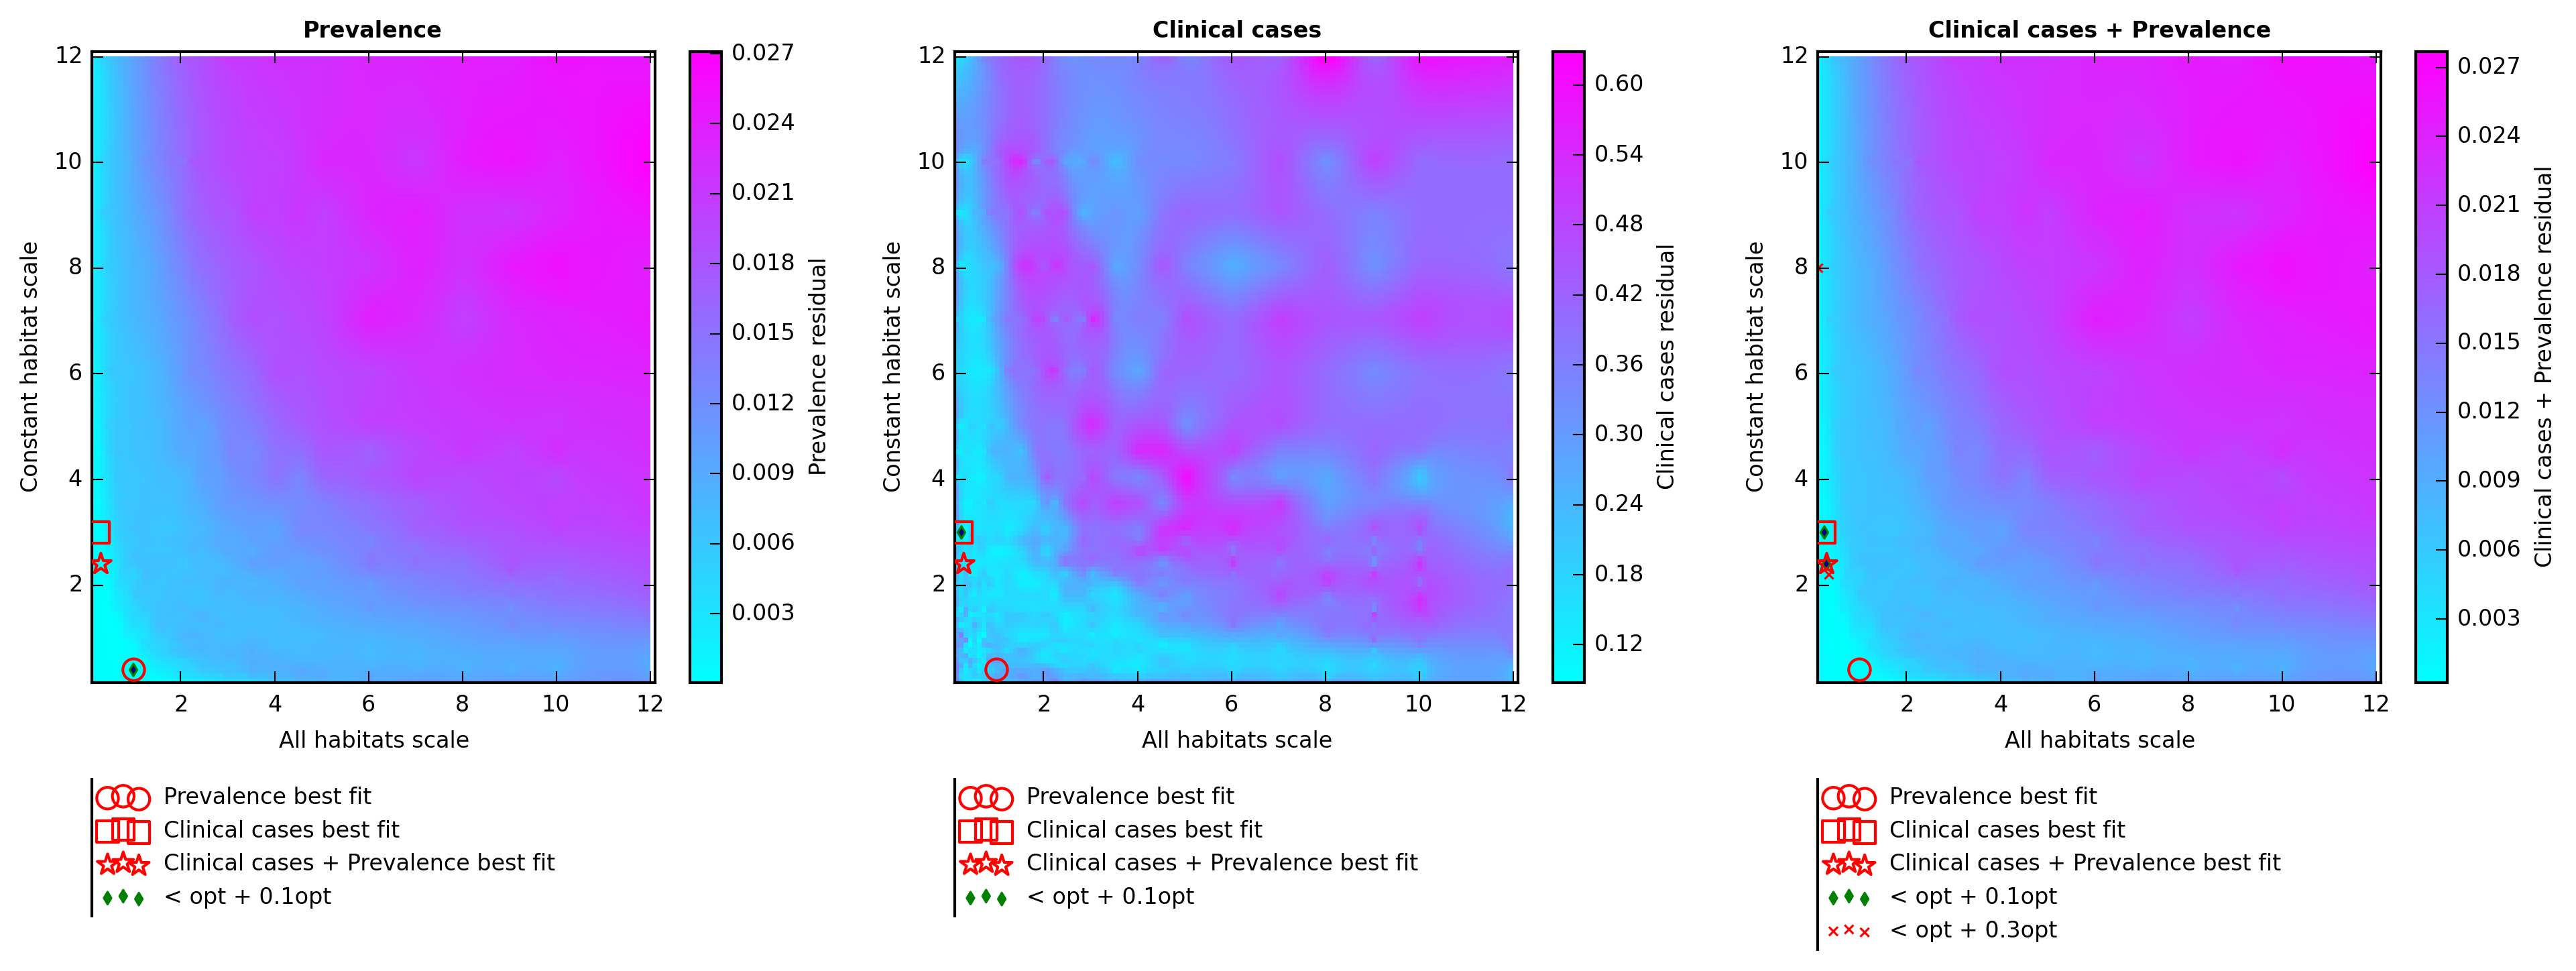 Prevalence
12
10
8
6
4
2
Constant habitat scale
2 4 6 8 10 12
All habitats scale
0.027
0.024
0.021
0.018
0.015
0.012
0.009
0.006
0.003
Prevalence residual
Prevalence best fit
Clinical cases best fit
Clinical cases + Prevalence best fit
< opt + 0.1opt
Clinical cases
12
10
8
6
4
2
Constant habitat scale
2 4 6 8 10 12
All habitats scale
0.60
0.54
0.48
0.42
0.36
0.30
0.24
0.18
0.12
Clinical cases residual
Prevalence best fit
Clinical cases best fit
Clinical cases + Prevalence best fit
< opt + 0.1opt
Clinical cases + Prevalence
12
10
8
6
4
2
Constant habitat scale
2 4 6 8 10 12
All habitats scale
0.027
0.024
0.021
0.018
0.015
0.012
0.009
0.006
0.003
Clinical cases + Prevalence residual
Prevalence best fit
Clinical cases best fit
Clinical cases + Prevalence best fit
< opt + 0.1opt
< opt + 0.3opt